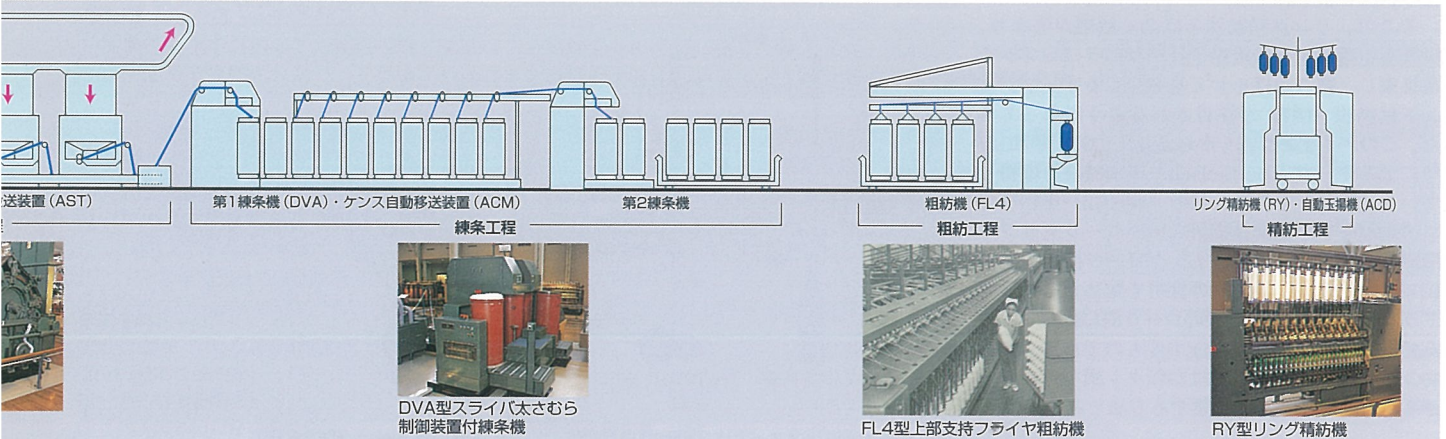 送装置(AST)
第1練条機(DVA)・ケンス自動移送装置(ACM)
第2練条機
粗紡機(FL4)
リング精紡機(RY)・自動玉揚機(ACD)
程
練条工程
粗紡工程
精紡工程
DVA型スライバ太さむら
制御装置付練条機
FL4型上部支持フライヤ粗紡機
RY型リング精紡機